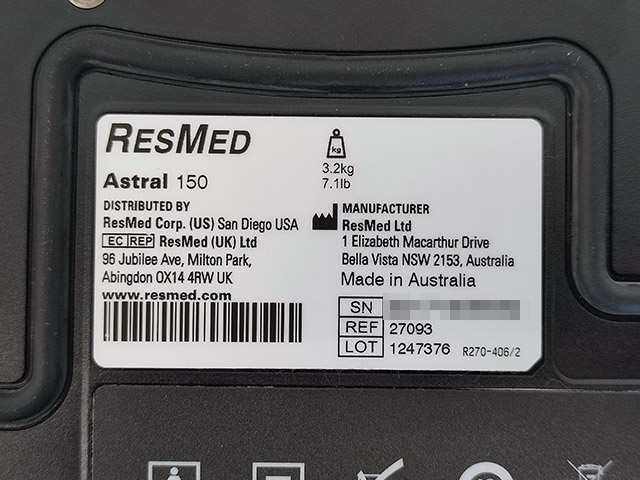 RESMED
Astral 150
DISTRIBUTED BY
ResMed Corp. (US) San Diego USA
EC REP ResMed (UK) Ltd
96 Jubilee Ave, Milton Park,
Abingdon OX14 4RW UK
www.resmed.com
kg
3.2kg
7.1lb
MANUFACTURER
ResMed Ltd
1 Elizabeth Macarthur Drive
Bella Vista NSW 2153, Australia
Made in Australia
SN
REF 27093
LOT 1247376 R270-406/2